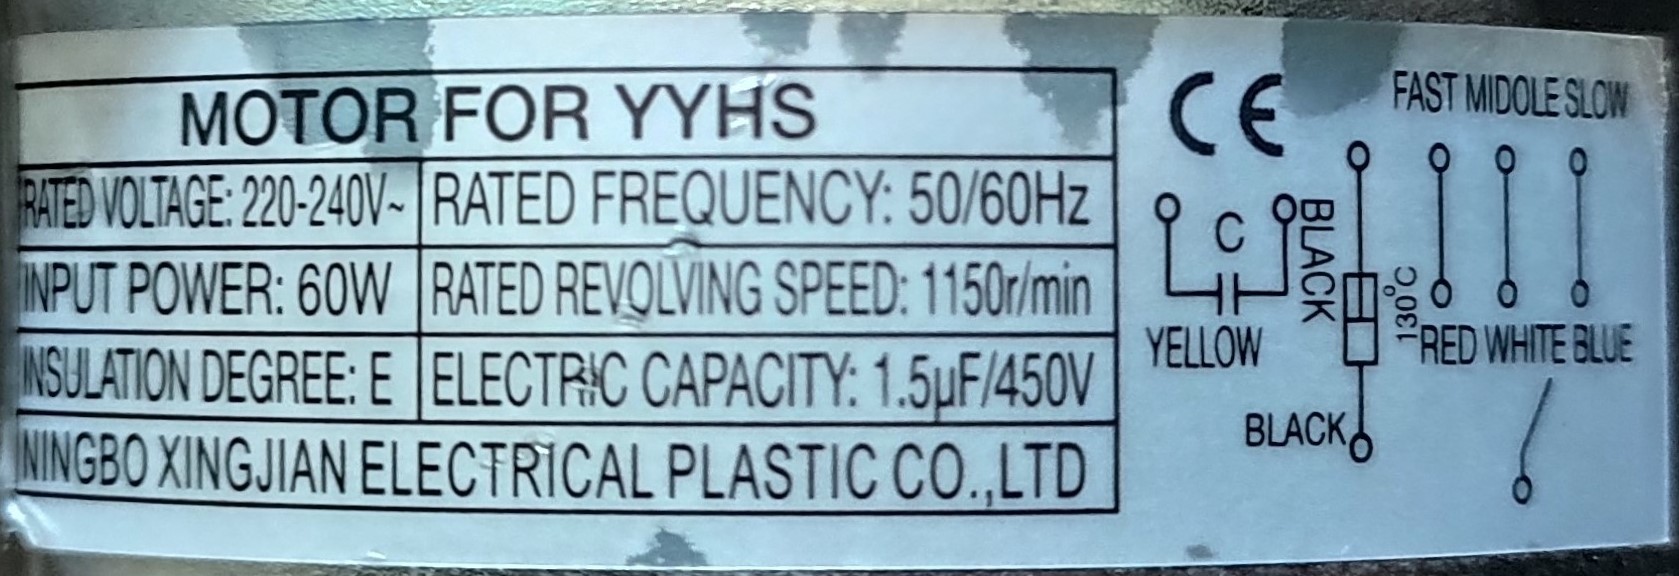 MOTOR FOR YYHS
RATED VOLTAGE: 220-240V~ RATED FREQUENCY: 50/60Hz
INPUT POWER: 60W RATED REVOLVING SPEED: 1150r/min
INSULATION DEGREE: E ELECTRIC CAPACITY: 1.5μF/450V
NINGBO XINGJIAN ELECTRICAL PLASTIC CO.,LTD
CE
FAST MIDOLE SLOW
C
BLACK
130°C
YELLOW
RED WHITE BLUE
BLACK